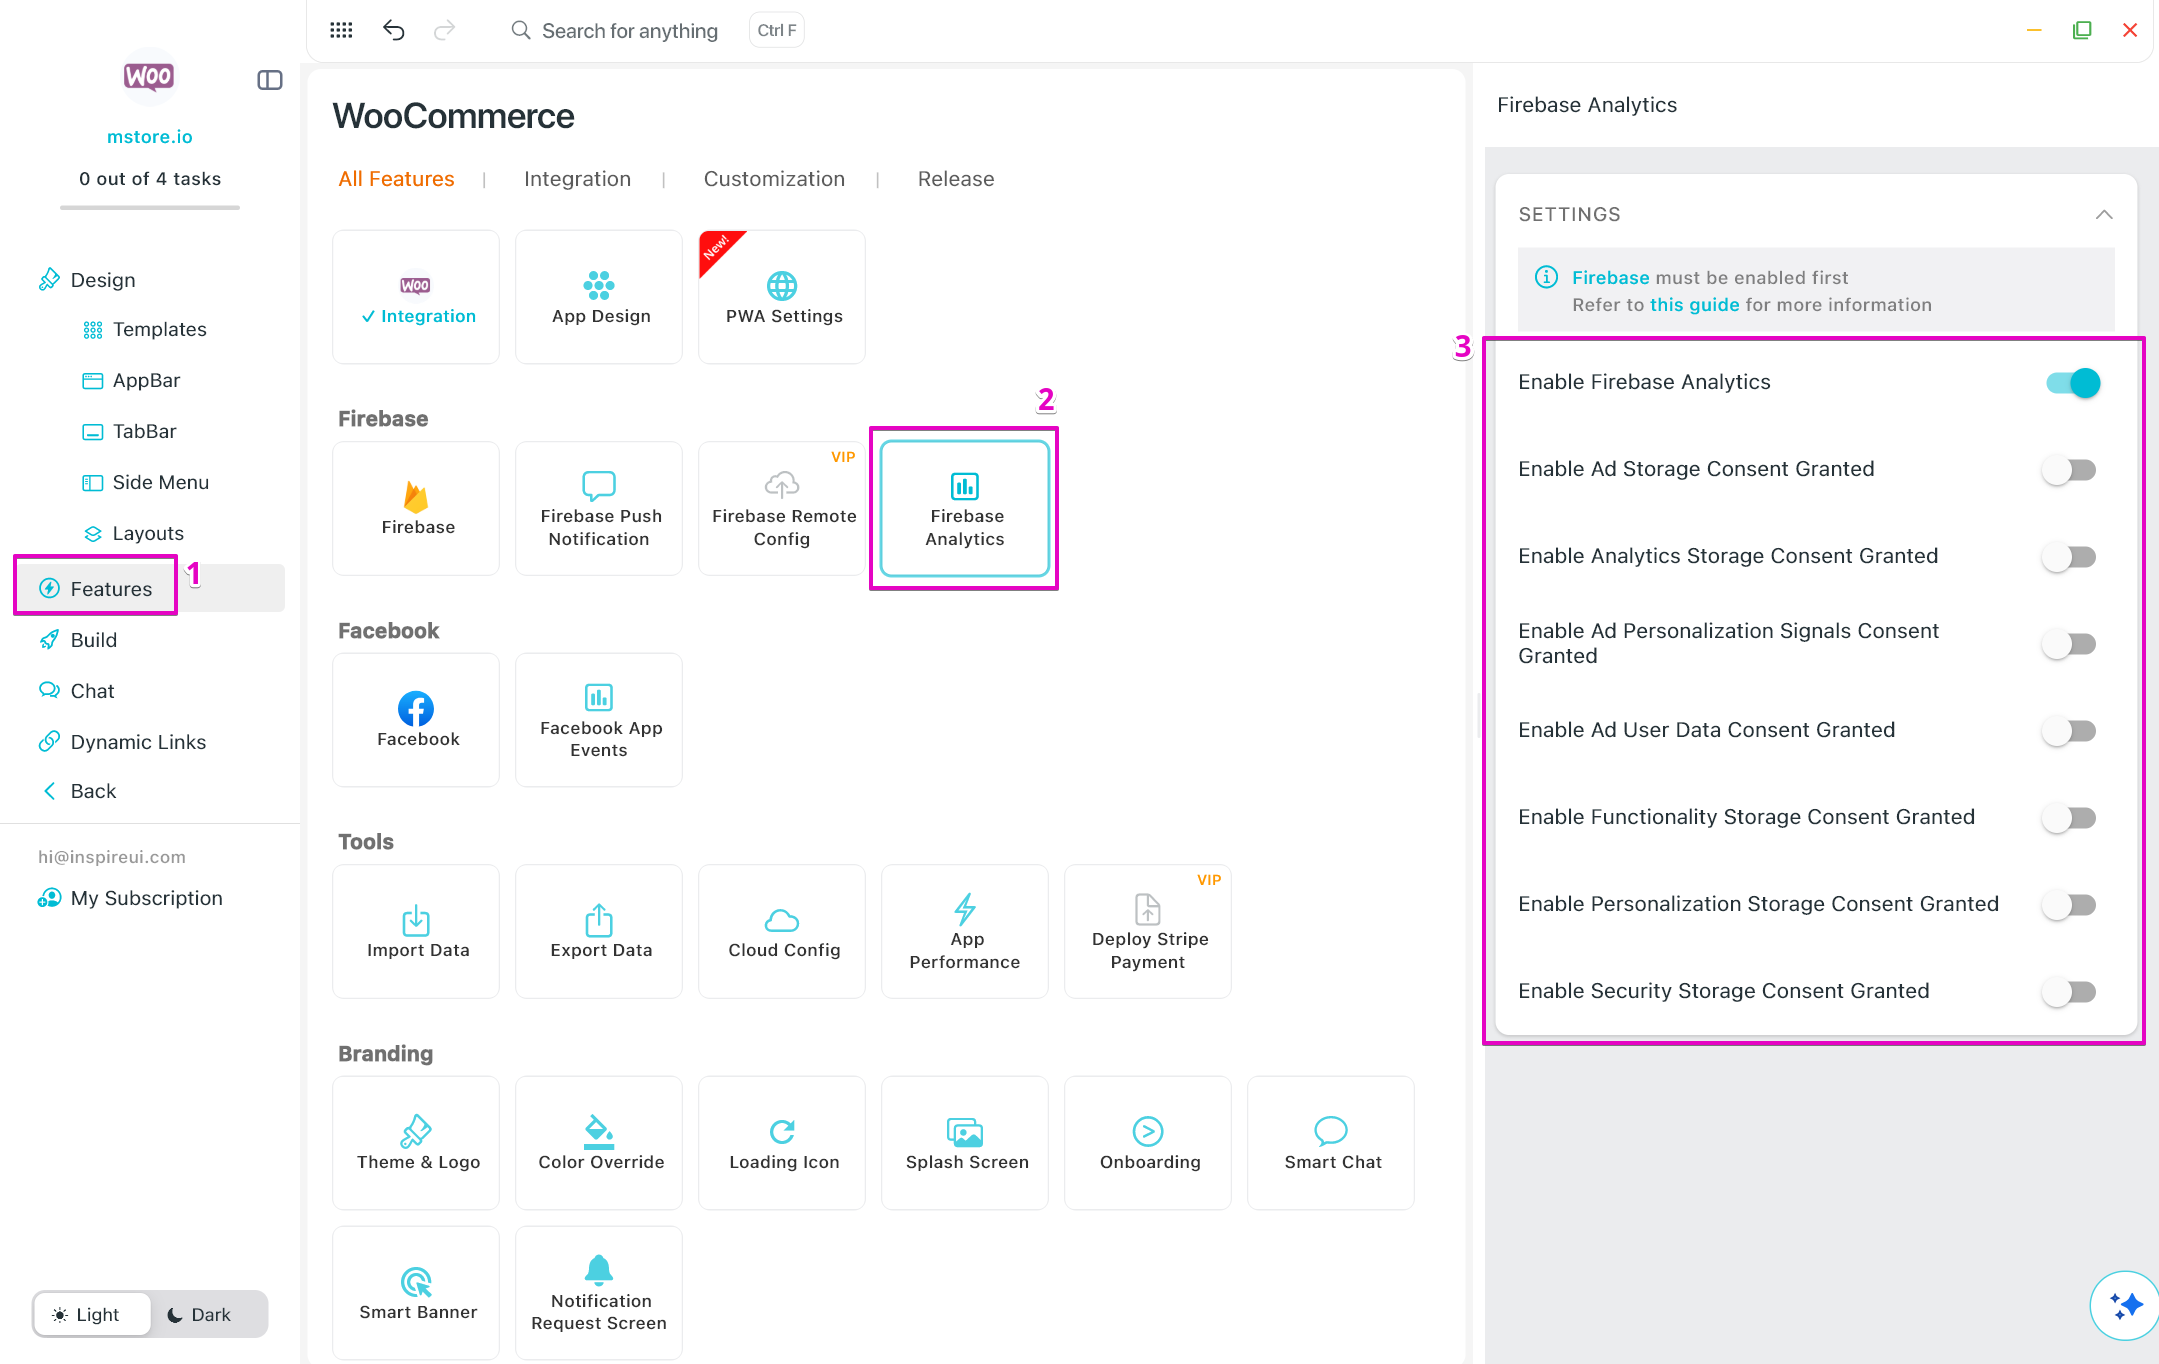 Search for anything
Ctrl F
WOO
mstore.io
0 out of 4 tasks
Design
Templates
AppBar
TabBar
Side Menu
Layouts
Features
1
Build
Chat
Dynamic Links
Back
hi@inspireui.com
My Subscription
Light
Dark
WooCommerce
All Features | Integration | Customization | Release
WOO
✓ Integration
App Design
New!
PWA Settings
Firebase
2
Firebase
Firebase Push
Notification
VIP
Firebase Remote
Config
Firebase
Analytics
Facebook
Facebook
Facebook App
Events
Tools
Import Data
Export Data
Cloud Config
App
Performance
VIP
Deploy Stripe
Payment
Branding
Theme & Logo
Color Override
Loading Icon
Splash Screen
Onboarding
Smart Chat
Smart Banner
Notification
Request Screen
Firebase Analytics
SETTINGS
Firebase must be enabled first
Refer to this guide for more information
3
Enable Firebase Analytics
Enable Ad Storage Consent Granted
Enable Analytics Storage Consent Granted
Enable Ad Personalization Signals Consent
Granted
Enable Ad User Data Consent Granted
Enable Functionality Storage Consent Granted
Enable Personalization Storage Consent Granted
Enable Security Storage Consent Granted